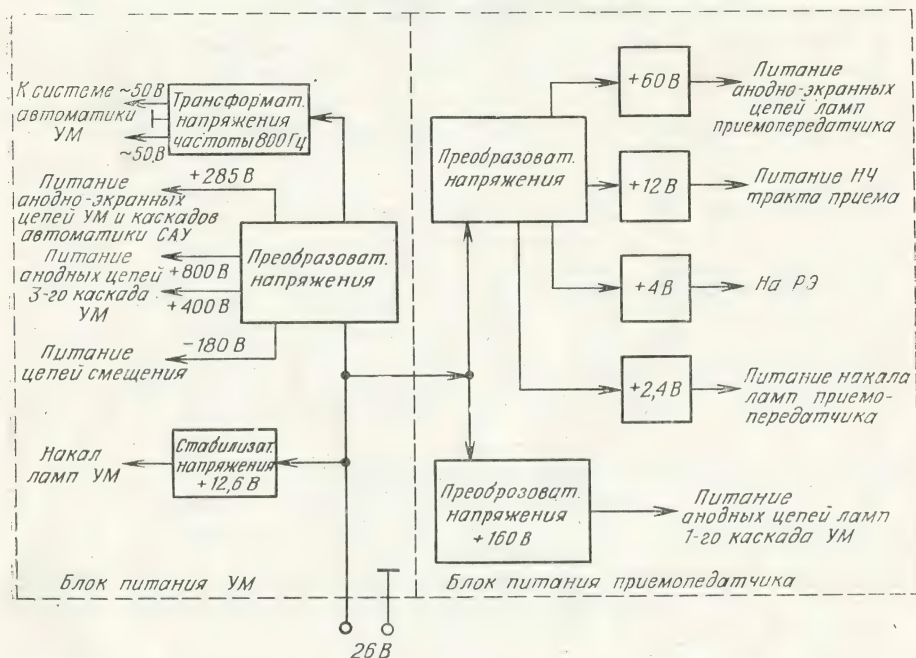 К системе
автоматики
УМ
~50 В
~50 В
Трансформат.
напряжения
частоты 800 Гц
+285 В
Питание
анодно-экранных
цепей УМ и каскадов
автоматики САУ
Питание
анодных цепей
3-го каскада
УМ
+800 В
+400 В
Преобразоват.
напряжения
-180 В
Питание
цепей смещения
Накал
ламп УМ
Стабилизат.
напряжения
+12,6 В
Блок питания УМ
26 В
Преобразоват.
напряжения
+60 В
Питание
анодно-экранных
цепей ламп
приемопередатчика
+12 В
Питание НЧ
тракта приема
+4 В
На РЭ
+2,4 В
Питание накала
ламп приемо-
передатчика
Преоброзоват.
напряжения
+160 В
Питание
анодных цепей ламп
1-го каскада УМ
Блок питания приемопедатчика